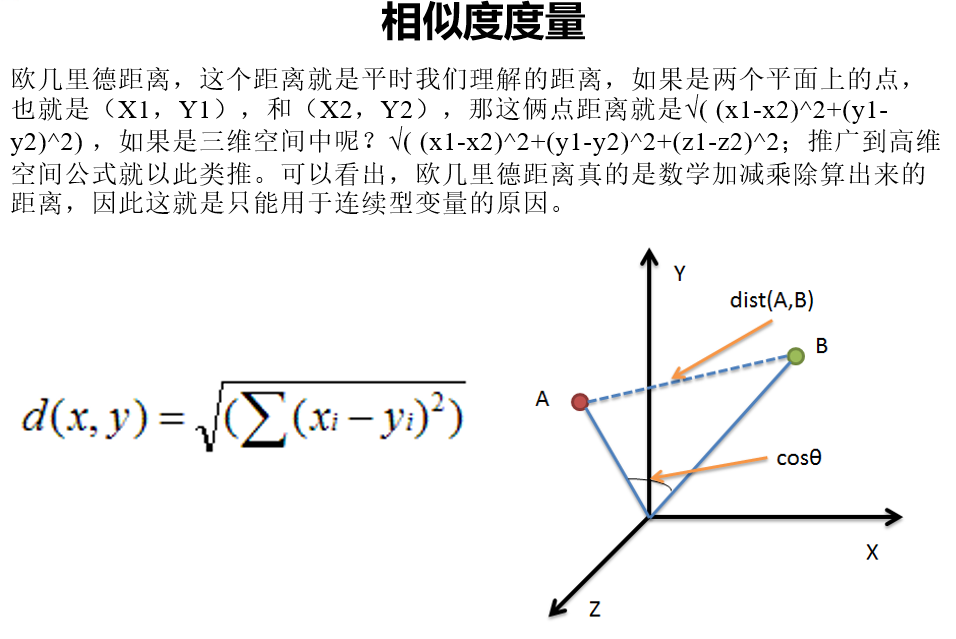 相似度度量
欧几里德距离，这个距离就是平时我们理解的距离，如果是两个平面上的点，
也就是（X1，Y1），和（X2，Y2），那这俩点距离就是√( (x1-x2)^2+(y1-
y2)^2) ，如果是三维空间中呢？√( (x1-x2)^2+(y1-y2)^2+(z1-z2)^2；推广到高维
空间公式就以此类推。可以看出，欧几里德距离真的是数学加减乘除算出来的
距离，因此这就是只能用于连续型变量的原因。
Y
dist(A,B)
B
A
d(x, y) = √(∑(xi − yi)²)
cosθ
X
Z